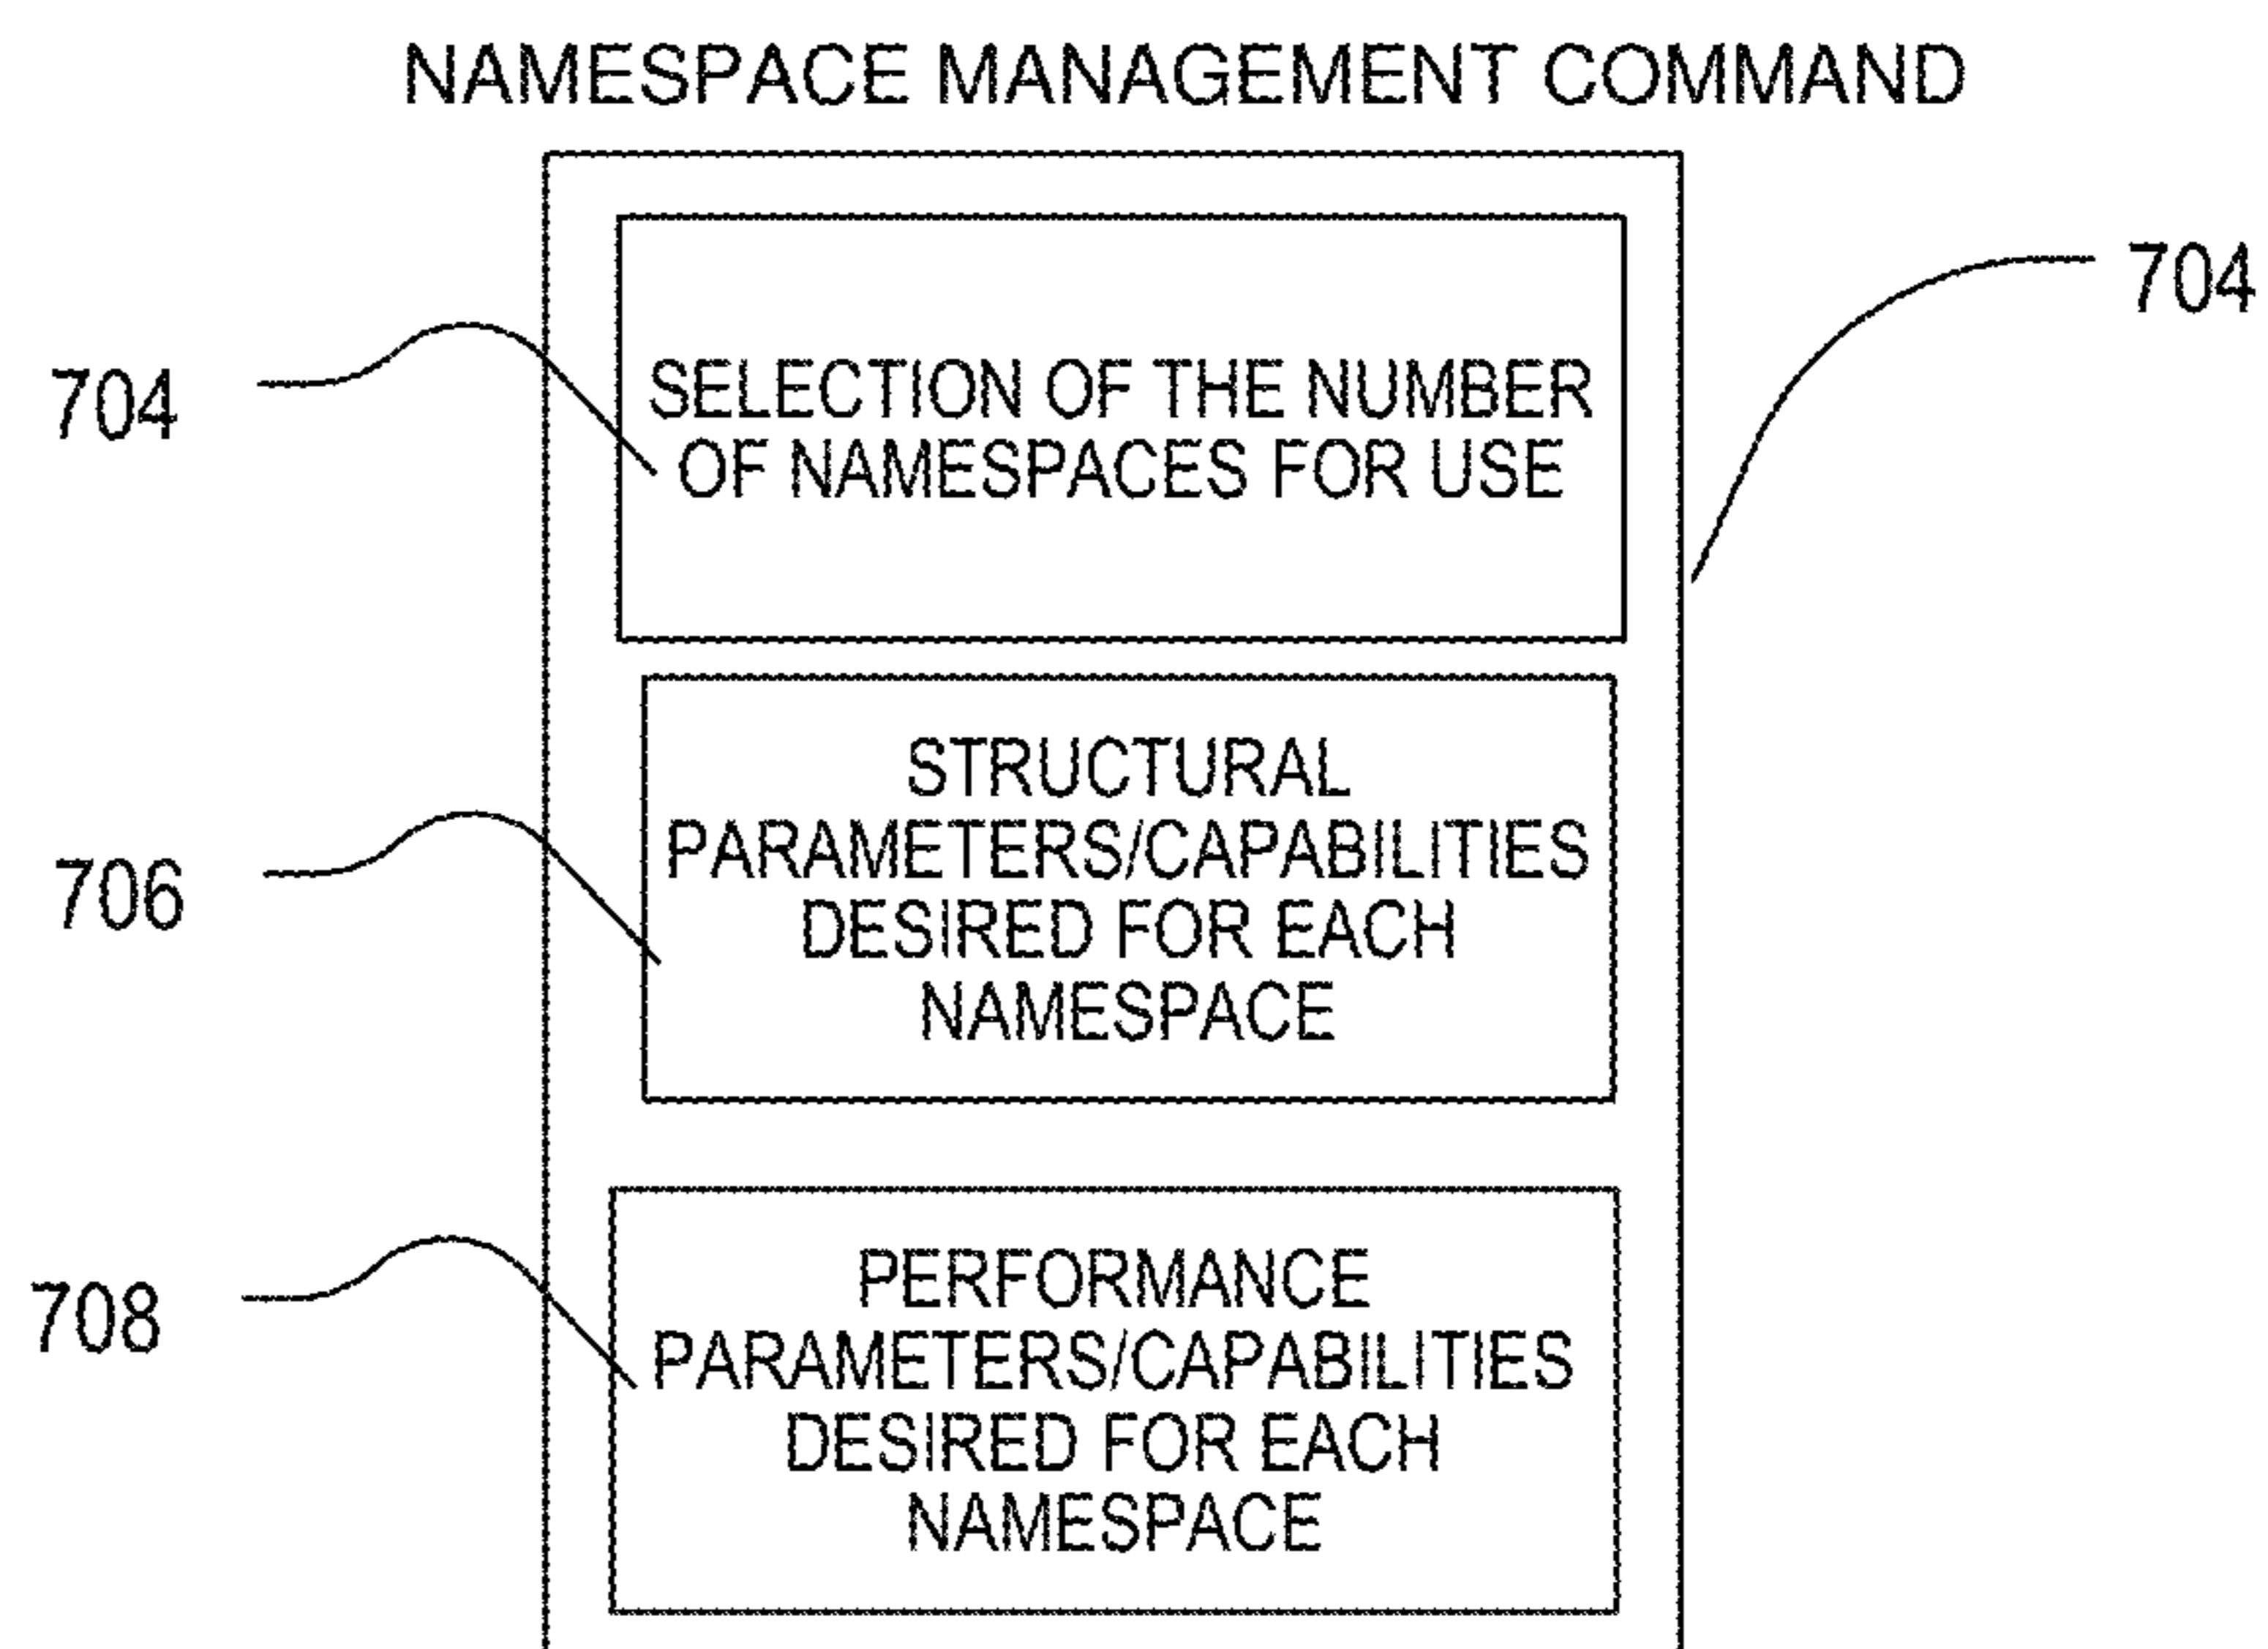 NAMESPACE MANAGEMENT COMMAND
704
704
SELECTION OF THE NUMBER
OF NAMESPACES FOR USE
706
STRUCTURAL
PARAMETERS/CAPABILITIES
DESIRED FOR EACH
NAMESPACE
708
PERFORMANCE
PARAMETERS/CAPABILITIES
DESIRED FOR EACH
NAMESPACE